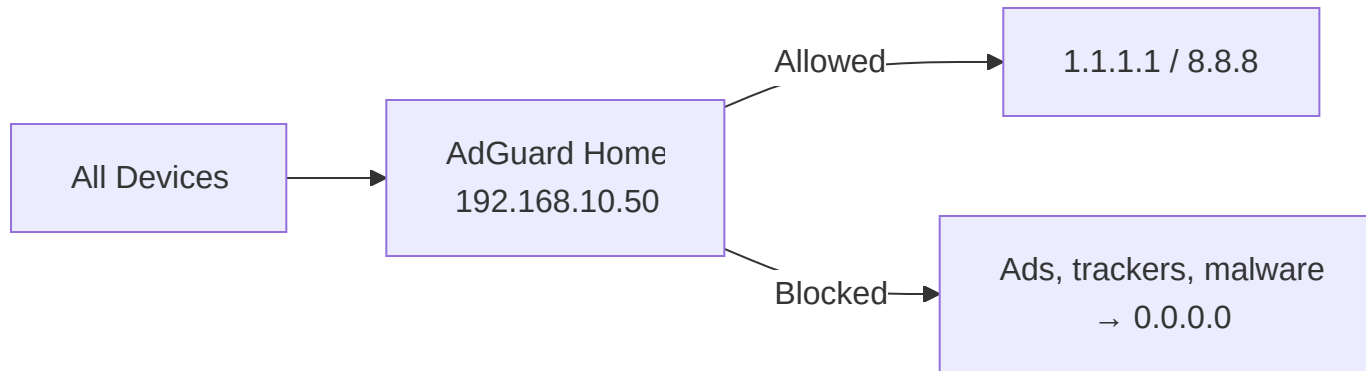 All Devices
AdGuard Home
192.168.10.50
Allowed
1.1.1.1 / 8.8.8
Blocked
Ads, trackers, malware
→ 0.0.0.0